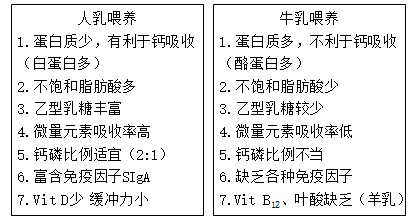 人乳喂养
1.蛋白质少，有利于钙吸收
（白蛋白多）
2.不饱和脂肪酸多
3.乙型乳糖丰富
4.微量元素吸收率高
5.钙磷比例适宜（2:1）
6.富含免疫因子SIgA
7.Vit D少 缓冲力小
牛乳喂养
1.蛋白质多，不利于钙吸收
（酪蛋白多）
2.不饱和脂肪酸少
3.乙型乳糖较少
4.微量元素吸收率低
5.钙磷比例不当
6.缺乏各种免疫因子
7.Vit B₁₂、叶酸缺乏（羊乳）